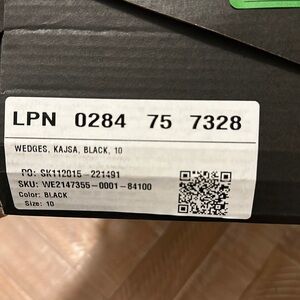 LPN 0284 75 7328
WEDGES, KAJSA, BLACK, 10
PO: SK112015-221491
SKU: WE2147355-0001-84100
Color: BLACK
Size: 10